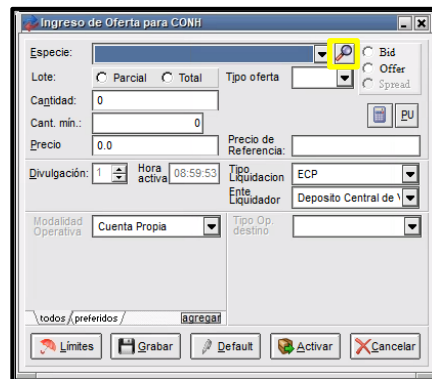 Ingreso de Oferta para CONH
Especie:
Bid
Lote: Parcial Total Tipo oferta
Offer
Spread
Cantidad: 0
PU
Cant. mín.: 0
Precio 0.0 Precio de Referencia:
Divulgación: 1 Hora activa 08:59:53 Tipo Liquidacion ECP
Ente Liquidador Deposito Central de
Modalidad Operativa Cuenta Propia Tipo Op. destino
todos preferidos agregar
Límites Grabar Default Activar Cancelar